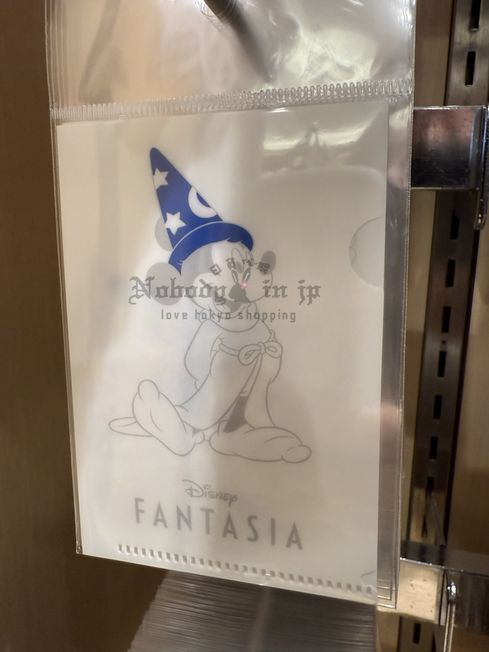 Nobody in jp
love tokyo shopping
Disney
FANTASIA